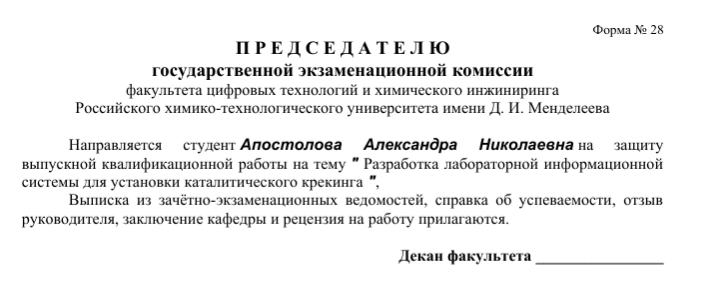 Форма № 28
П Р Е Д С Е Д А Т Е Л Ю
государственной экзаменационной комиссии
факультета цифровых технологий и химического инжиниринга
Российского химико-технологического университета имени Д. И. Менделеева
Направляется студент Апостолова Александра Николаевна на защиту
выпускной квалификационной работы на тему " Разработка лабораторной информационной
системы для установки каталитического крекинга ",
Выписка из зачётно-экзаменационных ведомостей, справка об успеваемости, отзыв
руководителя, заключение кафедры и рецензия на работу прилагаются.
Декан факультета ________________